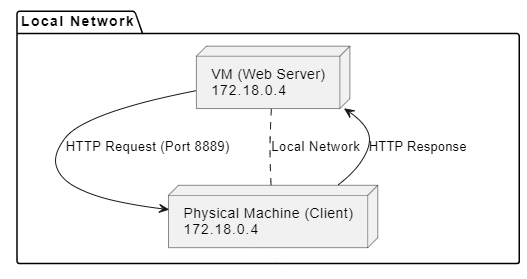 Local Network
VM (Web Server)
172.18.0.4
HTTP Request (Port 8889)
Local Network
HTTP Response
Physical Machine (Client)
172.18.0.4